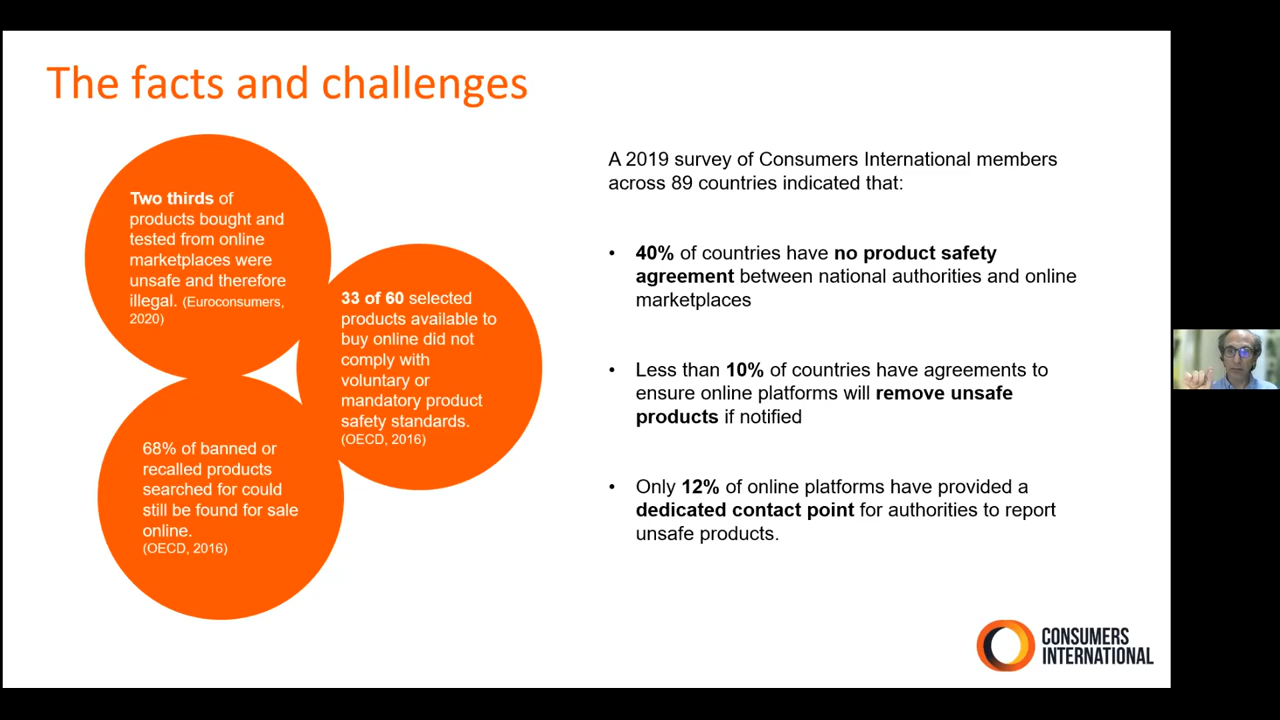 The facts and challenges
Two thirds of
products bought and
tested from online
marketplaces were
unsafe and therefore
illegal. (Euroconsumers,
2020)
33 of 60 selected
products available to
buy online did not
comply with
voluntary or
mandatory product
safety standards.
(OECD, 2016)
68% of banned or
recalled products
searched for could
still be found for sale
online.
(OECD, 2016)
A 2019 survey of Consumers International members
across 89 countries indicated that:
• 40% of countries have no product safety
agreement between national authorities and online
marketplaces
• Less than 10% of countries have agreements to
ensure online platforms will remove unsafe
products if notified
• Only 12% of online platforms have provided a
dedicated contact point for authorities to report
unsafe products.
CONSUMERS
INTERNATIONAL